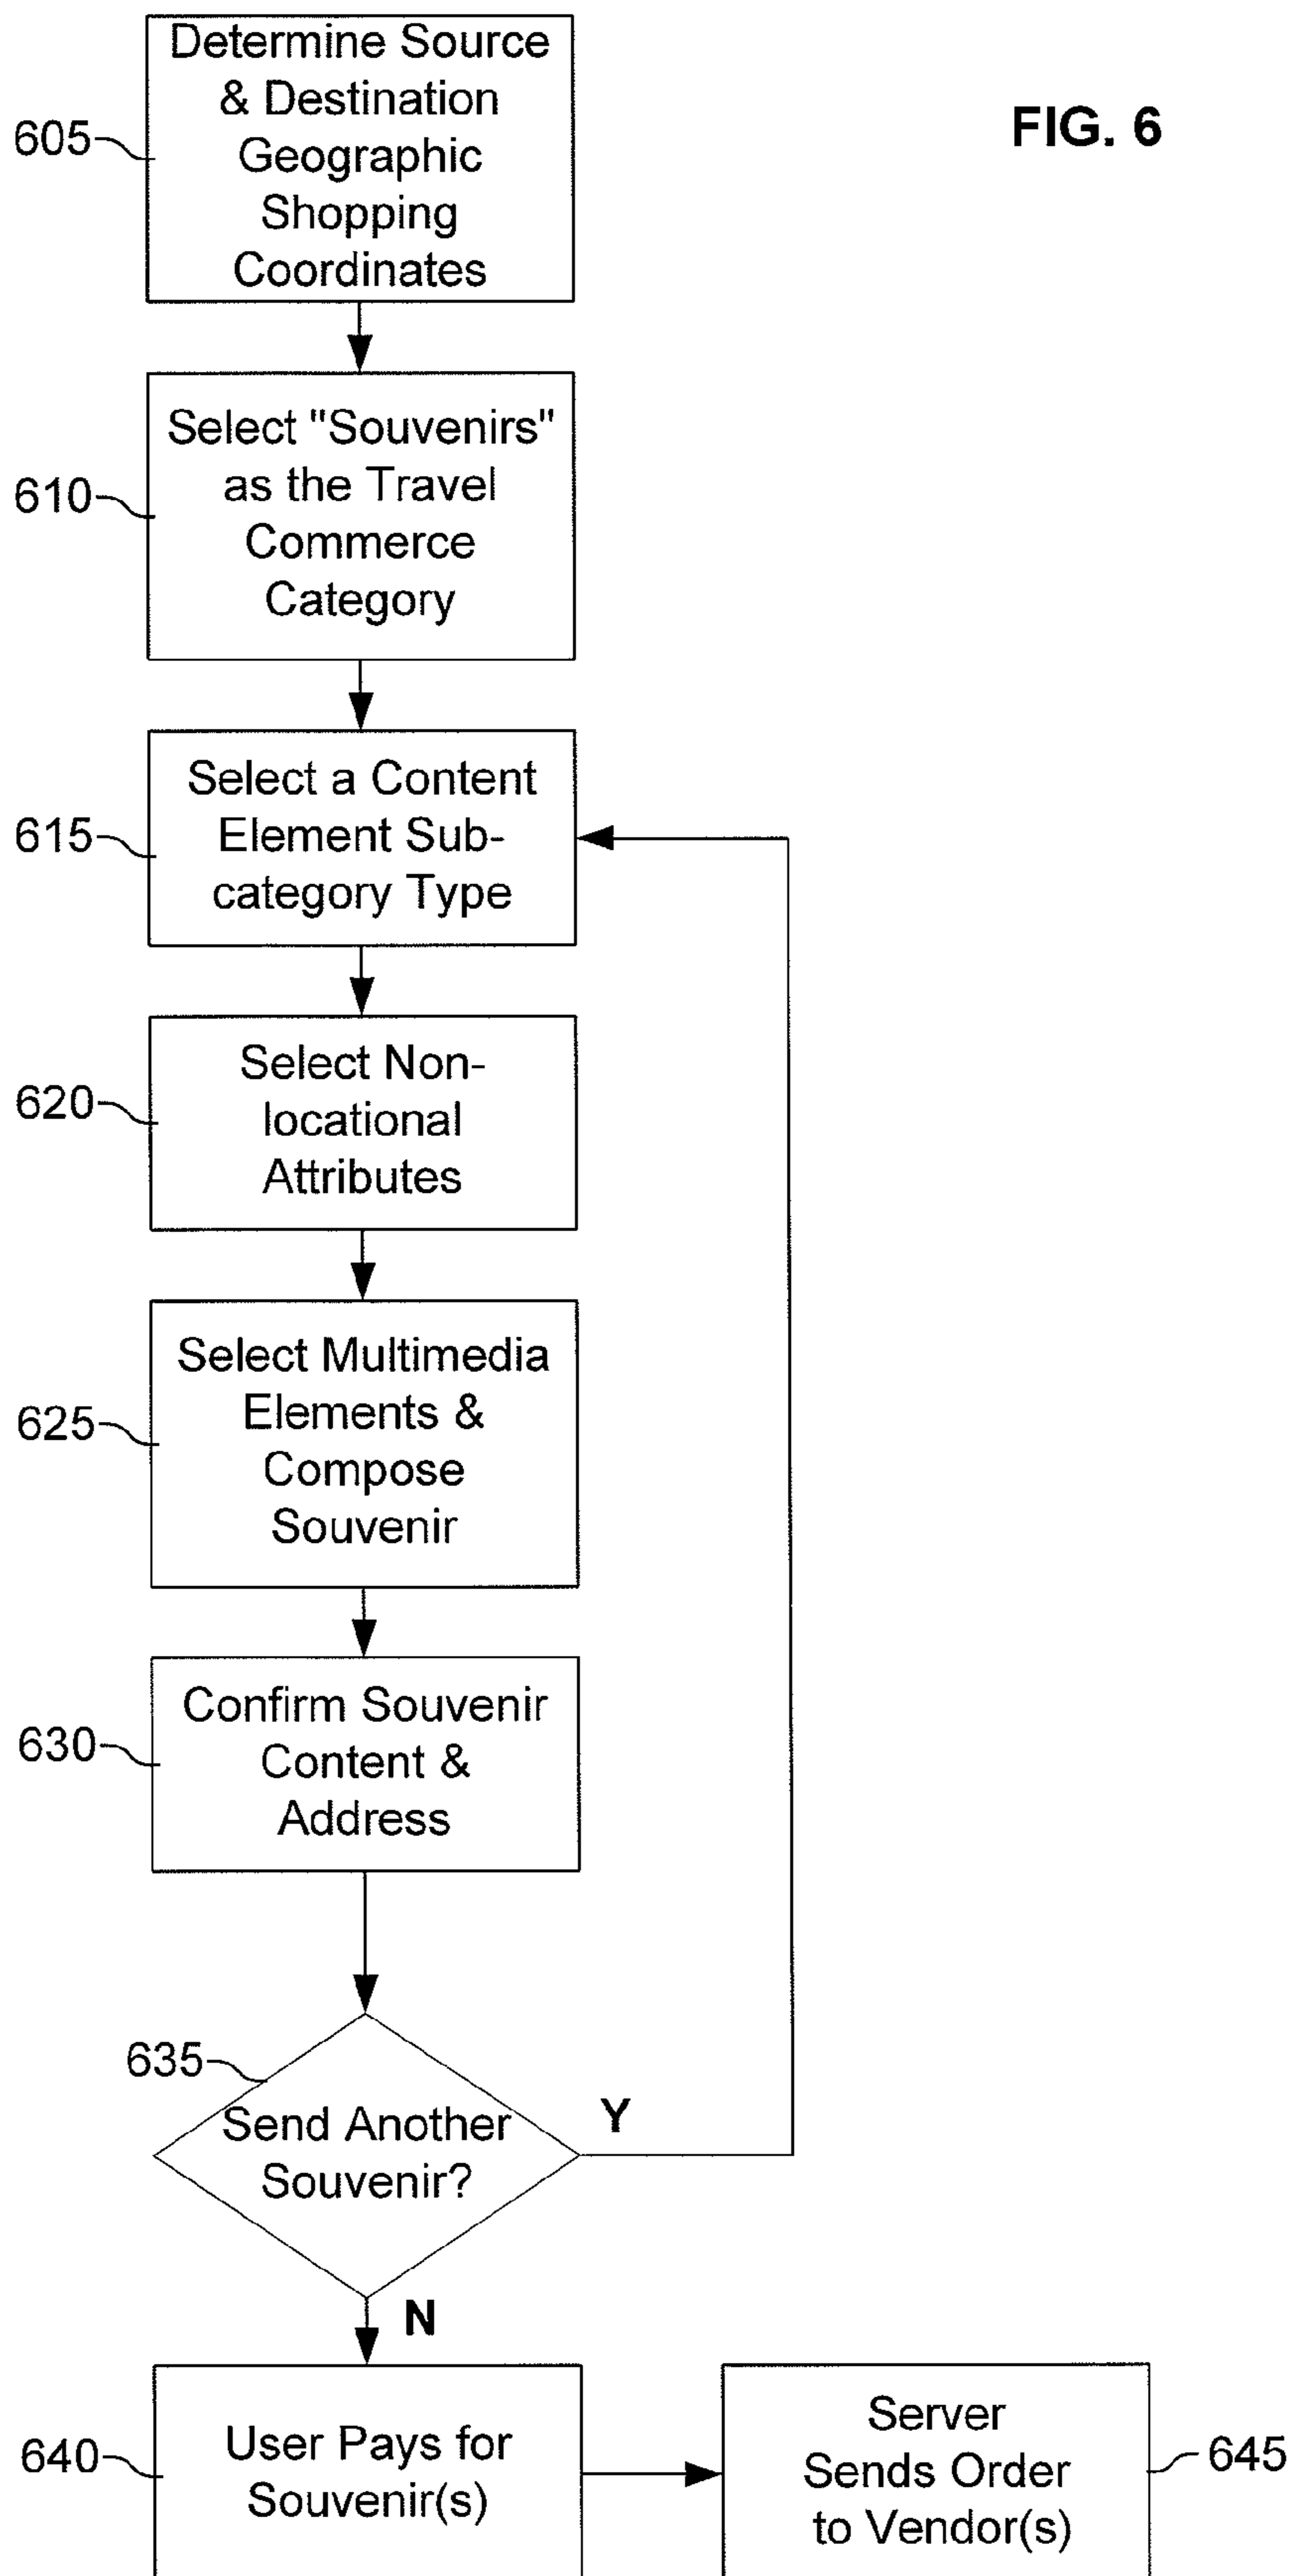 FIG. 6
605
Determine Source
& Destination
Geographic
Shopping
Coordinates
610
Select "Souvenirs"
as the Travel
Commerce
Category
615
Select a Content
Element Sub-
category Type
620
Select Non-
locational
Attributes
625
Select Multimedia
Elements &
Compose
Souvenir
630
Confirm Souvenir
Content &
Address
635
Send Another
Souvenir?
Y
N
640
User Pays for
Souvenir(s)
Server
Sends Order
to Vendor(s)
645